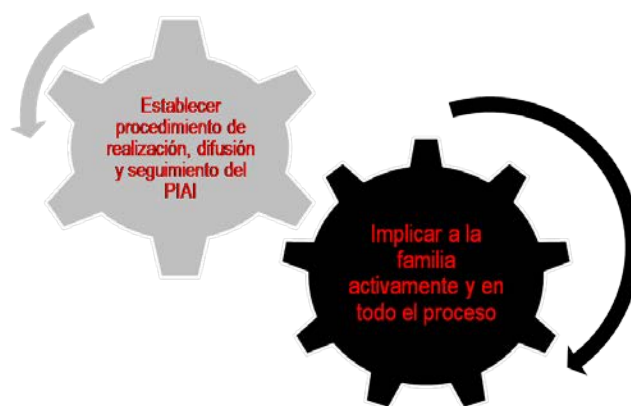 Establecer
procedimiento de
realización, difusión
y seguimiento del
PIAI
Implicar a la
familia
activamente y en
todo el proceso